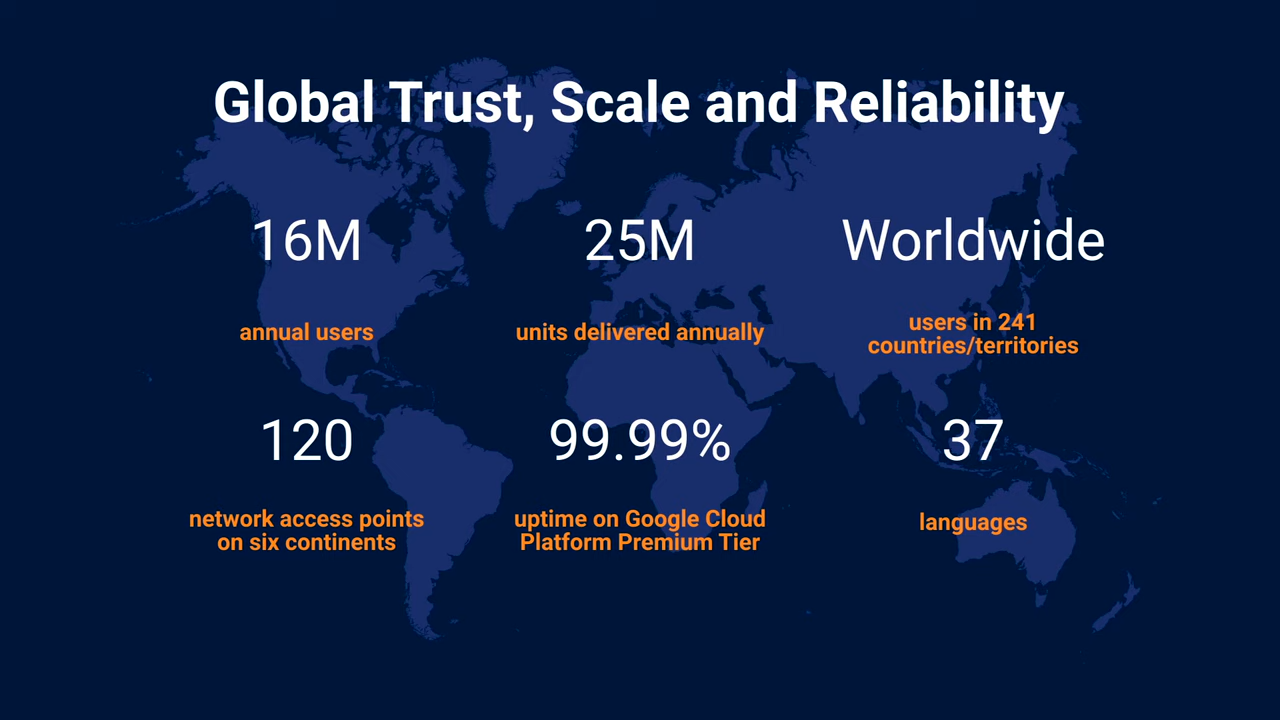 Global Trust, Scale and Reliability
16M
annual users
25M
units delivered annually
Worldwide
users in 241
countries/territories
120
network access points
on six continents
99.99%
uptime on Google Cloud
Platform Premium Tier
37
languages